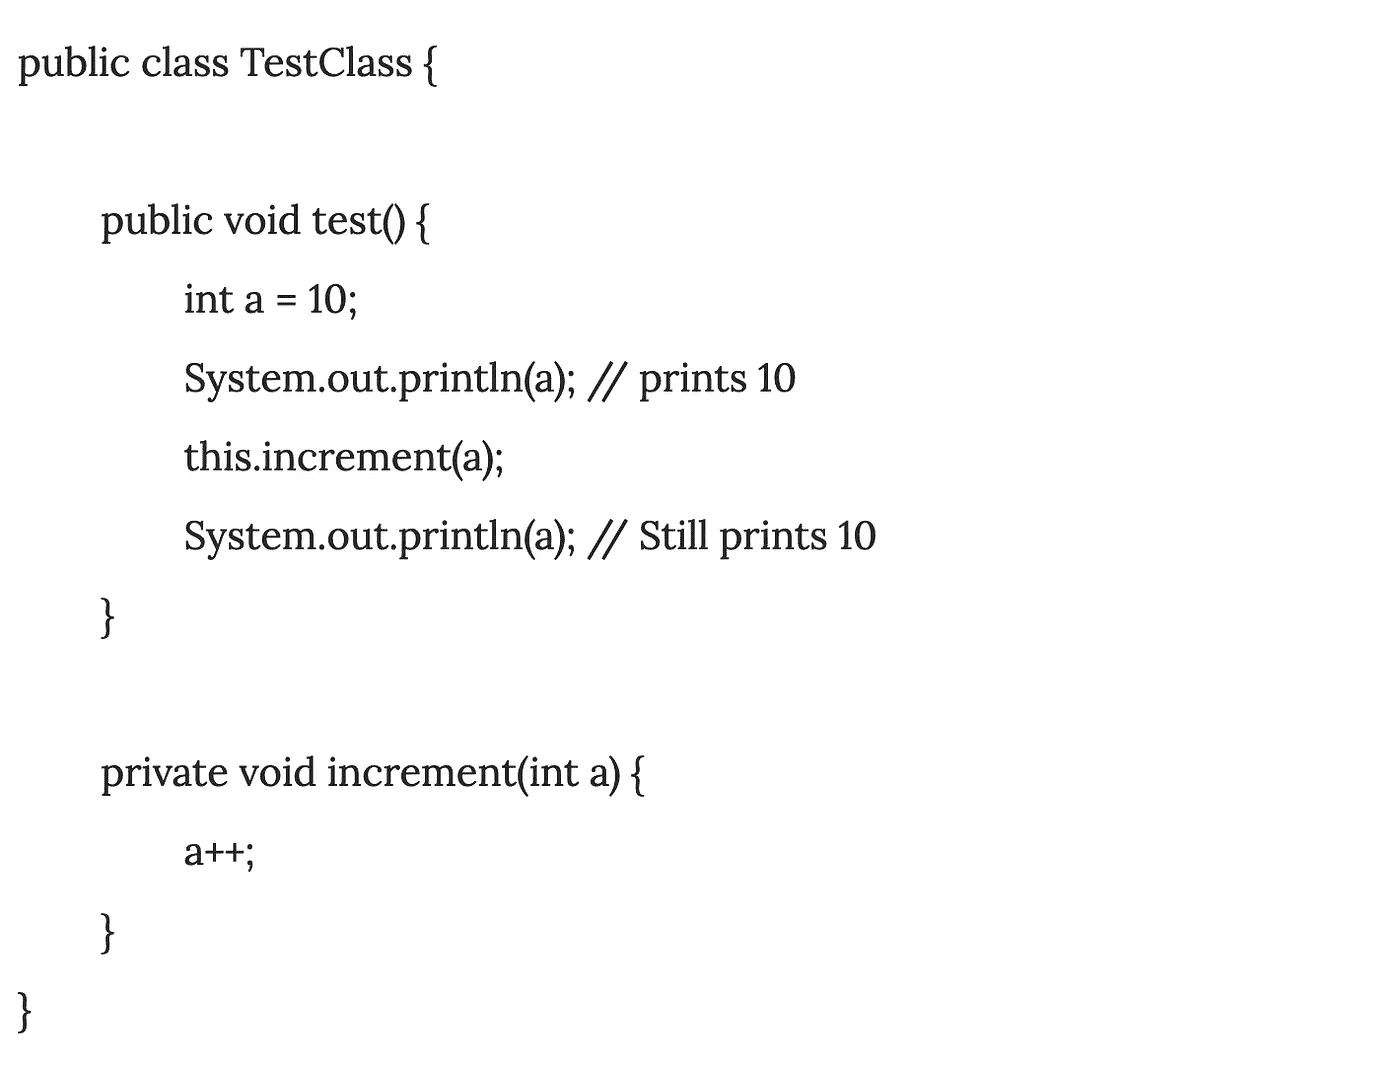 public class TestClass {
public void test() {
int a = 10;
System.out.println(a); // prints 10
this.increment(a);
System.out.println(a); // Still prints 10
}
private void increment(int a) {
a++;
}
}